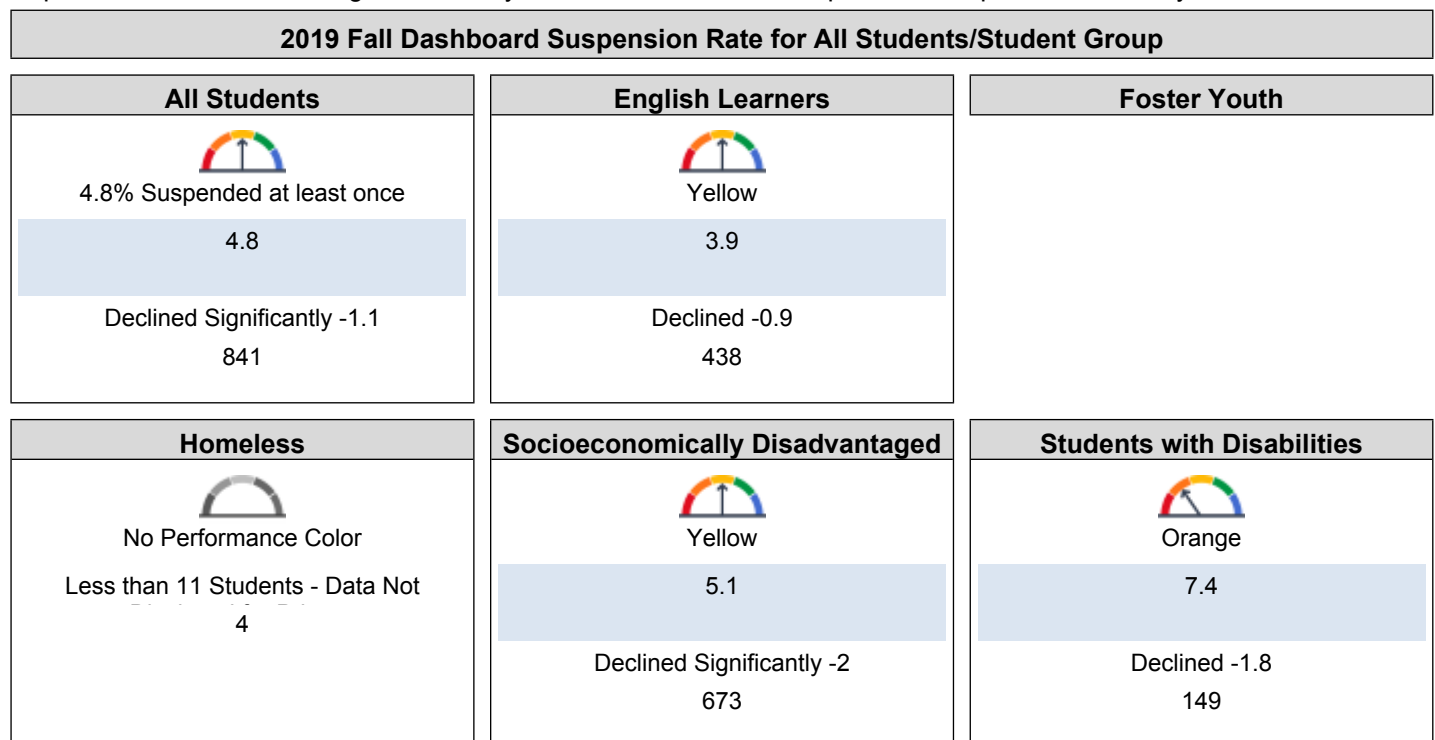 2019 Fall Dashboard Suspension Rate for All Students/Student Group
All Students
4.8% Suspended at least once
4.8
Declined Significantly -1.1
841
English Learners
Yellow
3.9
Declined -0.9
438
Foster Youth
Homeless
No Performance Color
Less than 11 Students - Data Not
4
Socioeconomically Disadvantaged
Yellow
5.1
Declined Significantly -2
673
Students with Disabilities
Orange
7.4
Declined -1.8
149